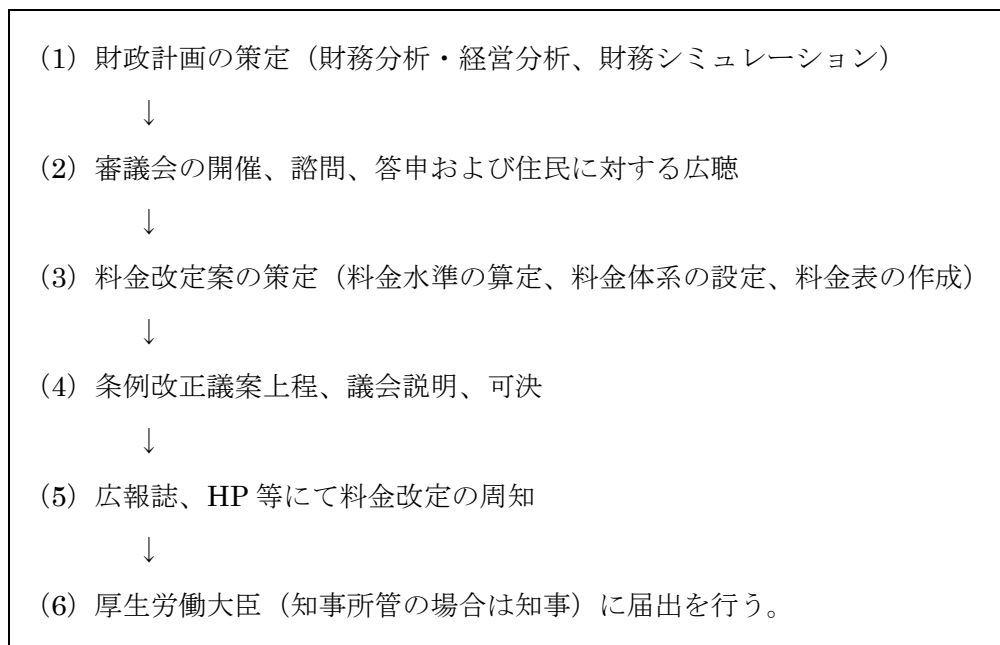 （1）財政計画の策定（財務分析・経営分析、財務シミュレーション）
↓
（2）審議会の開催、諮問、答申および住民に対する広聴
↓
（3）料金改定案の策定（料金水準の算定、料金体系の設定、料金表の作成）
↓
（4）条例改正議案上程、議会説明、可決
↓
（5）広報誌、HP 等にて料金改定の周知
↓
（6）厚生労働大臣（知事所管の場合は知事）に届出を行う。